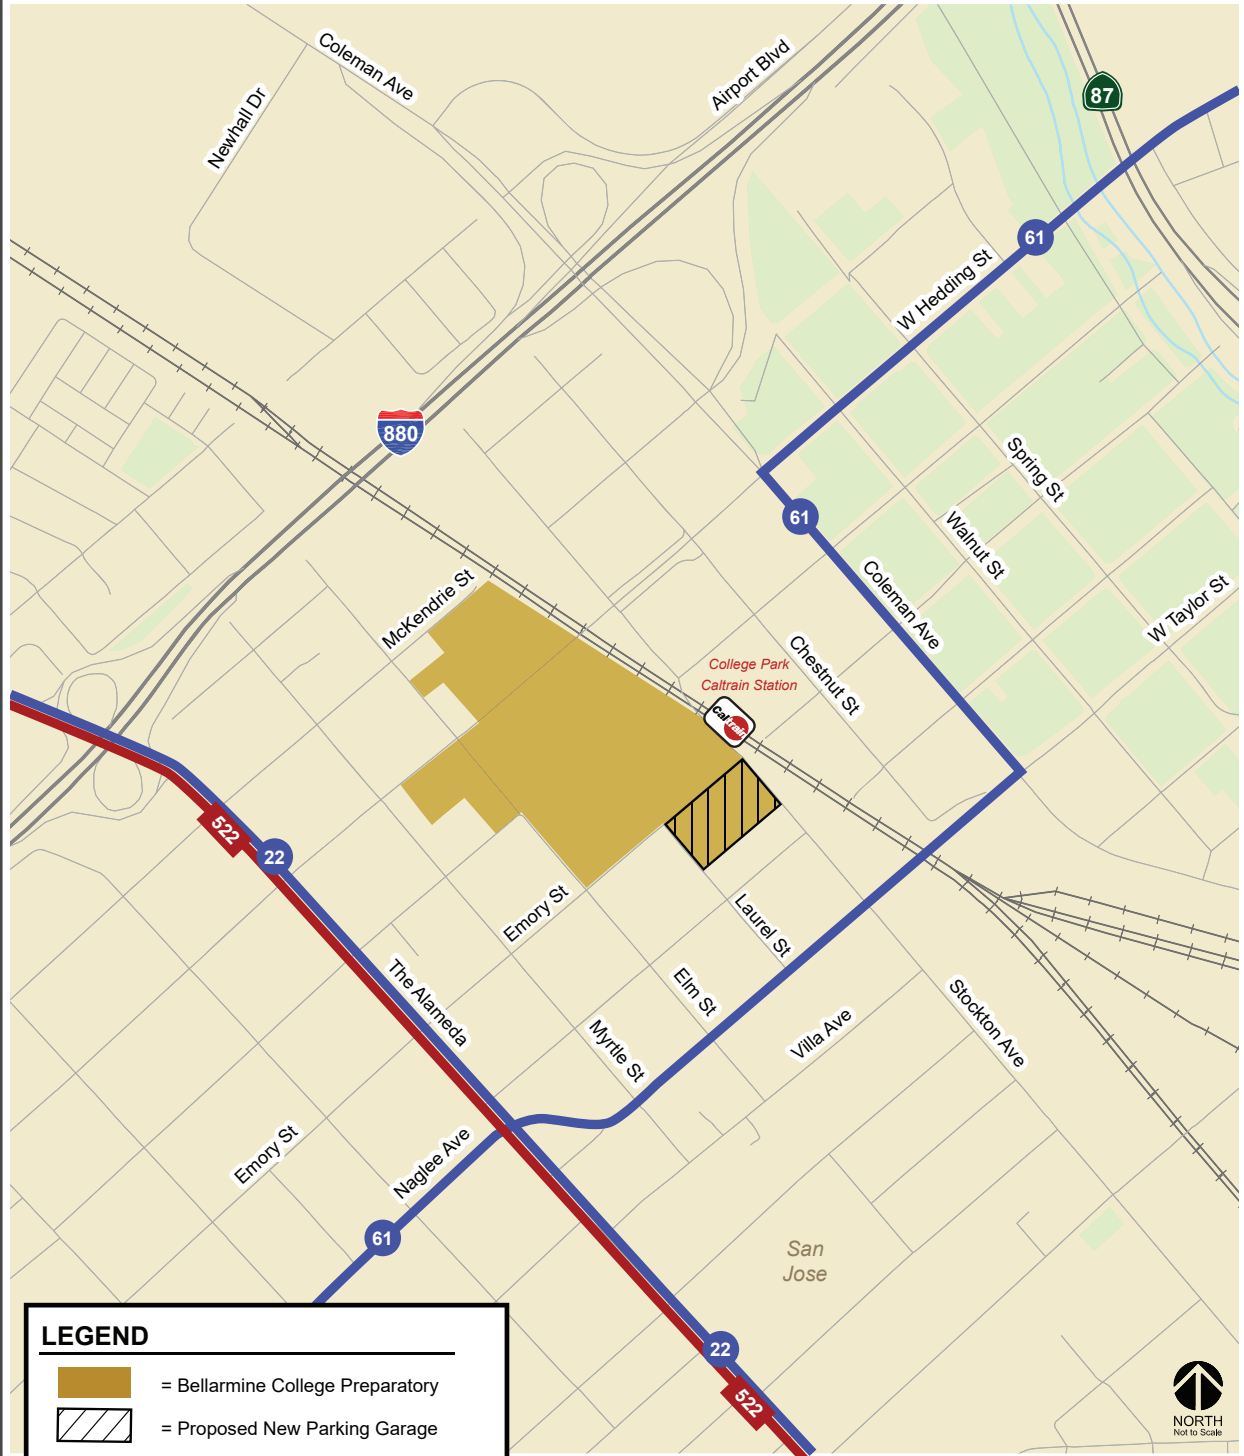 Coleman Ave
Airport Blvd
Newhall Dr
87
61
W Hedding St
880
Spring St
61
Walnut St
Coleman Ave
W Taylor St
McKendrie St
Chestnut St
College Park
Caltrain Station
Caltrain
522
22
Emory St
Laurel St
The Alameda
Elm St
Stockton Ave
Villa Ave
Myrtle St
Emory St
Naglee Ave
61
San
Jose
22
522
LEGEND
= Bellarmine College Preparatory
= Proposed New Parking Garage
NORTH
Not to Scale